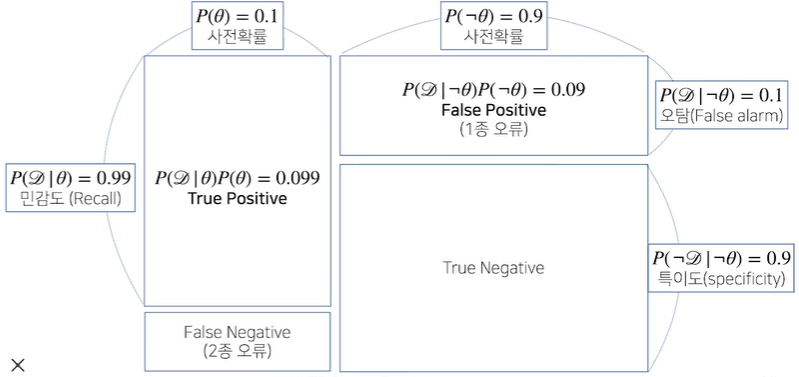 P(θ) = 0.1
사전확률
P(¬θ) = 0.9
사전확률
P(𝒟|¬θ)P(¬θ) = 0.09
False Positive
(1종 오류)
P(𝒟|¬θ) = 0.1
오탐(False alarm)
P(𝒟|θ) = 0.99
민감도 (Recall)
P(𝒟|θ)P(θ) = 0.099
True Positive
True Negative
P(¬𝒟|¬θ) = 0.9
특이도(specificity)
False Negative
(2종 오류)